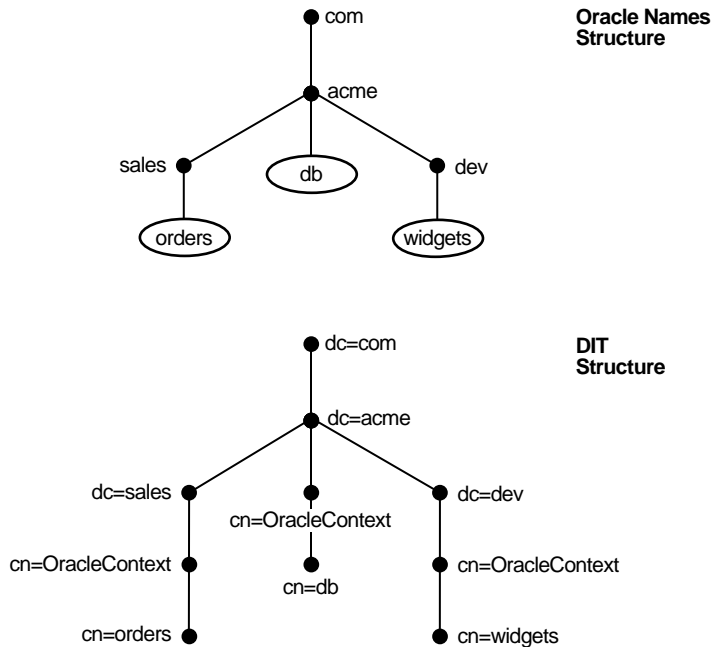 com
Oracle Names
Structure
acme
sales
db
dev
orders
widgets
dc=com
DIT
Structure
dc=acme
dc=sales
dc=dev
cn=OracleContext
cn=OracleContext
cn=OracleContext
cn=db
cn=orders
cn=widgets